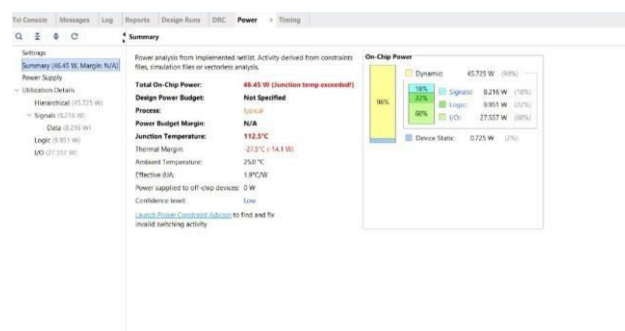 Tcl Console Messages Log Reports Design Runs DRC Power × Timing
Summary
Settings
Summary (46.45 W, Margin: N/A)
Power Supply
Utilization Details
Hierarchical (45.725 W)
Signals (8.216 W)
Data (8.216 W)
Logic (9.951 W)
I/O (27.557 W)
Power analysis from Implemented netlist. Activity derived from constraints
files, simulation files or vectorless analysis.
Total On-Chip Power: 46.45 W (Junction temp exceeded!)
Design Power Budget: Not Specified
Process: typical
Power Budget Margin: N/A
Junction Temperature: 112.5°C
Thermal Margin: -27.5°C (-14.1 W)
Ambient Temperature: 25.0 °C
Effective ϑJA: 1.9°C/W
Power supplied to off-chip devices: 0 W
Confidence level: Low
Launch Power Constraint Advisor to find and fix
invalid switching activity
On-Chip Power
Dynamic: 45.725 W (98%)
98%
18% Signals: 8.216 W (18%)
22% Logic: 9.951 W (22%)
60% I/O: 27.557 W (60%)
Device Static: 0.725 W (2%)